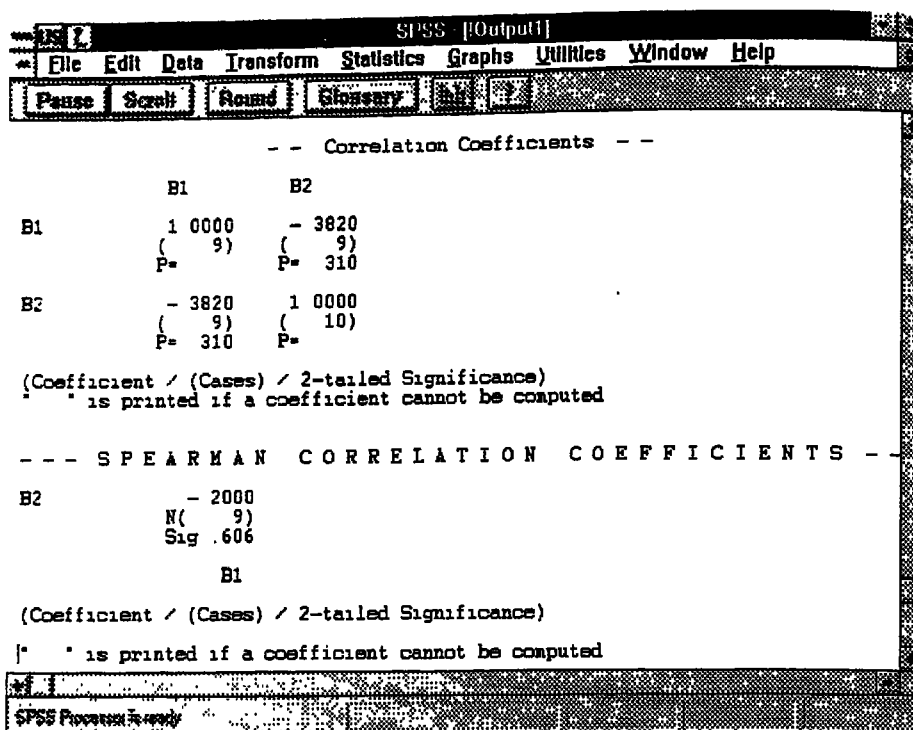 SPSS - [!Output1]
File Edit Data Transform Statistics Graphs Utilities Window Help
Pause Scroll Round Glossary
- - Correlation Coefficients - -
B1 B2
B1 1 0000 - 3820
( 9) ( 9)
P= P= 310
B2 - 3820 1 0000
( 9) ( 10)
P= 310 P=
(Coefficient / (Cases) / 2-tailed Significance)
" " is printed if a coefficient cannot be computed
- - - S P E A R M A N C O R R E L A T I O N C O E F F I C I E N T S - -
B2 - 2000
N( 9)
Sig .606
B1
(Coefficient / (Cases) / 2-tailed Significance)
" " is printed if a coefficient cannot be computed
SPSS Processor is ready